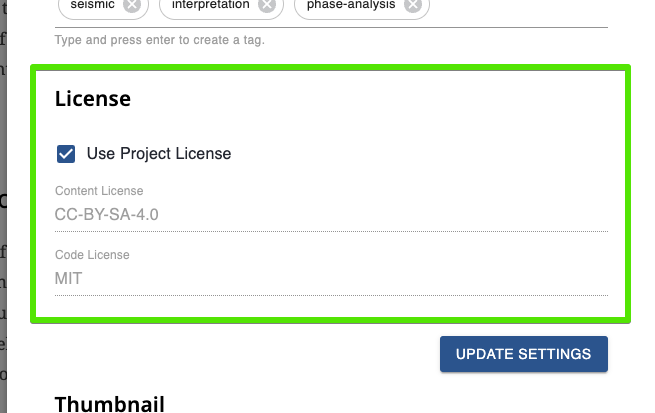 seismic interpretation phase-analysis
Type and press enter to create a tag.
License
Use Project License
Content License
CC-BY-SA-4.0
Code License
MIT
UPDATE SETTINGS
Thumbnail